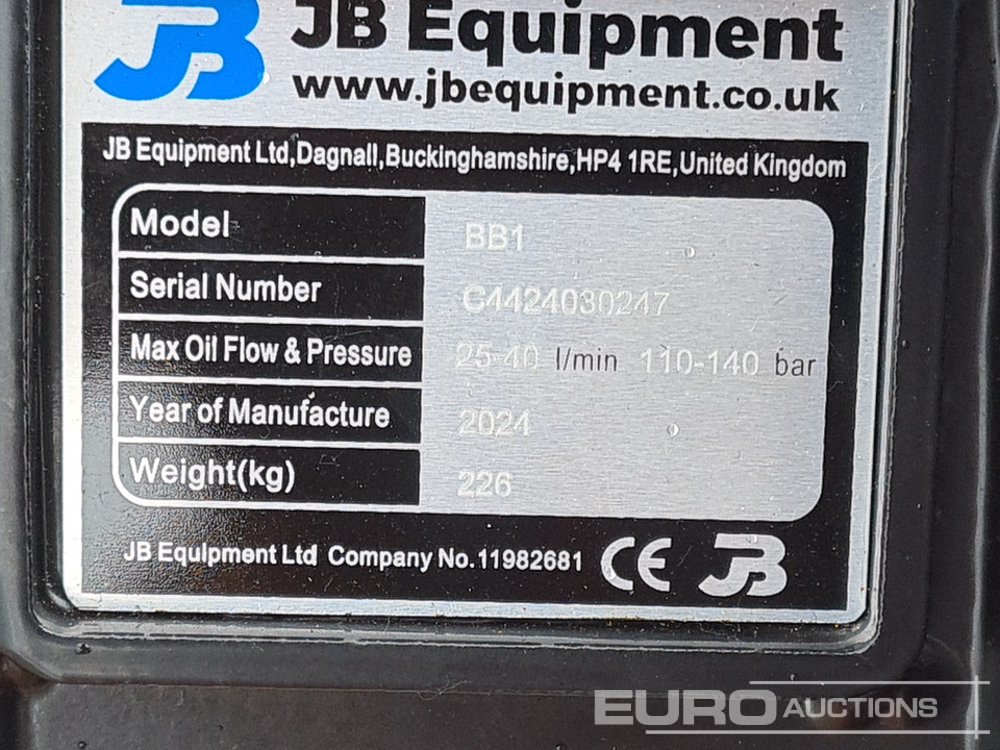 JB
JB Equipment
www.jbequipment.co.uk
JB Equipment Ltd,Dagnall,Buckinghamshire,HP4 1RE,United Kingdom
Model BB1
Serial Number C4424030247
Max Oil Flow & Pressure 25-40 l/min 110-140 bar
Year of Manufacture 2024
Weight(kg) 226
JB Equipment Ltd Company No.11982681 CE JB
EURO AUCTIONS